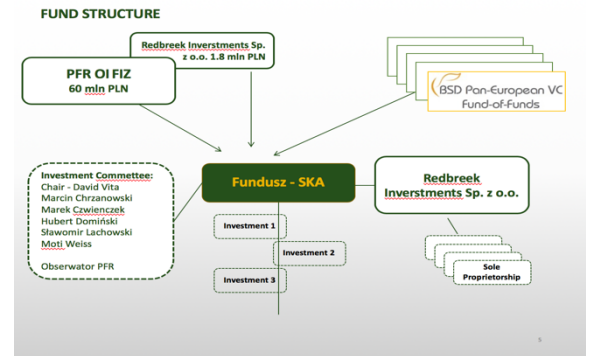 FUND STRUCTURE
Redbreek Inverstments Sp.
z o.o. 1.8 mln PLN
PFR OI FIZ
60 mln PLN
BSD Pan-European VC
Fund-of-Funds
Investment Committee:
Chair - David Vita
Marcin Chrzanowski
Marek Czwienczek
Hubert Domiński
Sławomir Lachowski
Moti Weiss
Obserwator PFR
Fundusz - SKA
Redbreek
Inverstments Sp. z o.o.
Investment 1
Investment 2
Investment 3
Sole
Proprietorship
5